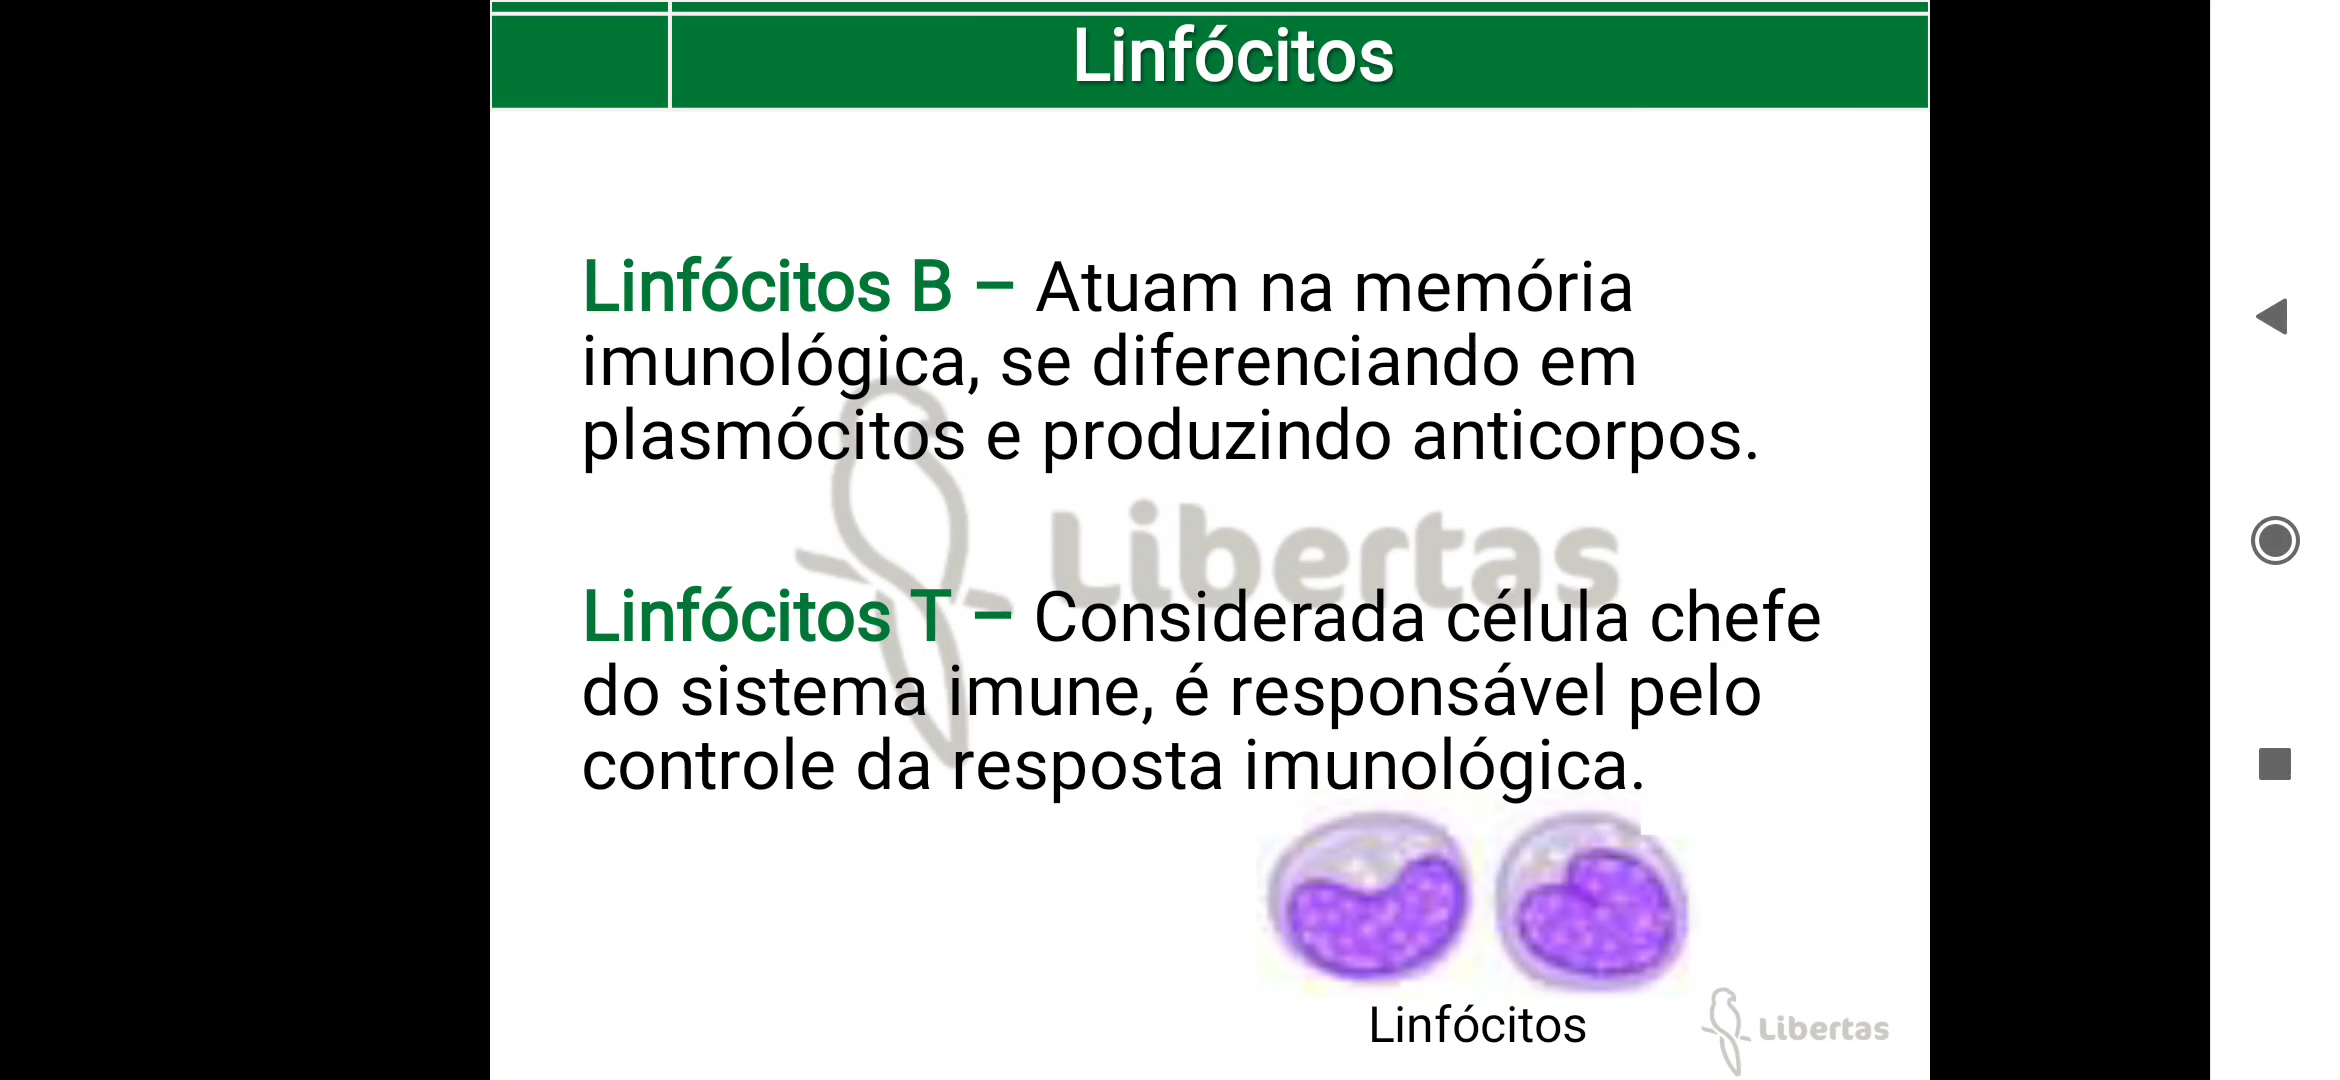 Linfócitos
Linfócitos B – Atuam na memória
imunológica, se diferenciando em
plasmócitos e produzindo anticorpos.
Libertas
Linfócitos T – Considerada célula chefe
do sistema imune, é responsável pelo
controle da resposta imunológica.
Linfócitos
Libertas